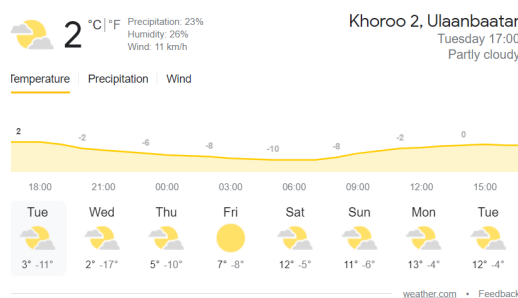 2 °C | °F
Precipitation: 23%
Humidity: 26%
Wind: 11 km/h
Khoroo 2, Ulaanbaatar
Tuesday 17:00
Partly cloudy
Temperature | Precipitation | Wind
2 -2 -6 -8 -10 -8 -2 0
18:00 21:00 00:00 03:00 06:00 09:00 12:00 15:00
Tue Wed Thu Fri Sat Sun Mon Tue
3° -11° 2° -17° 5° -10° 7° -8° 12° -5° 11° -6° 13° -4° 12° -4°
weather.com • Feedback